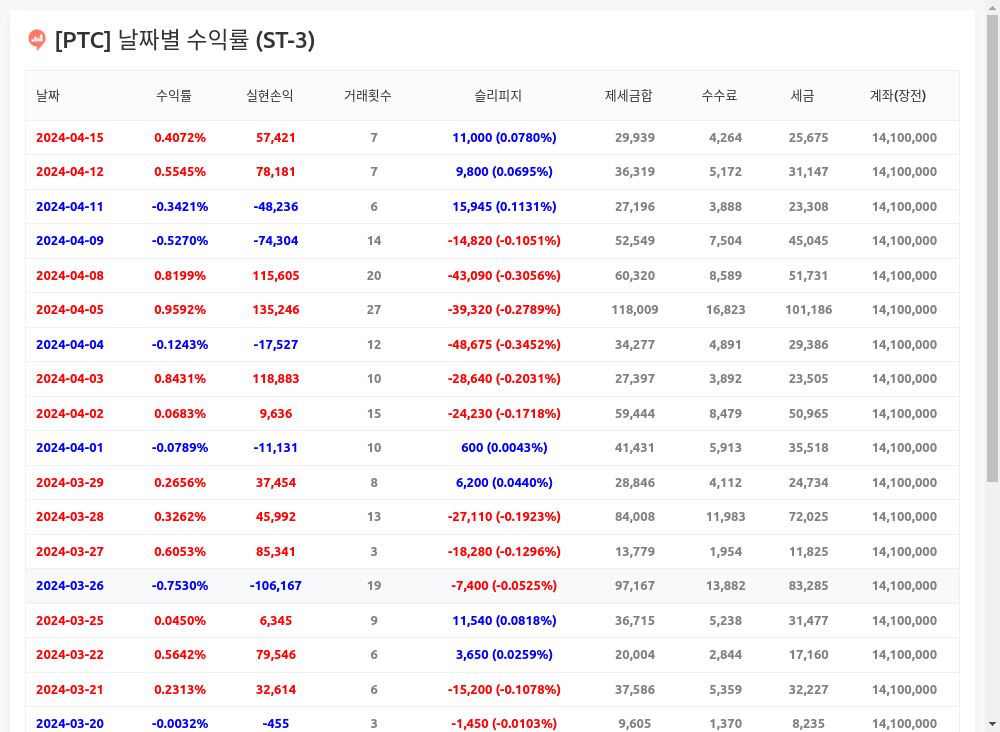 [PTC] 날짜별 수익률 (ST-3)
날짜 수익률 실현손익 거래횟수 슬리피지 제세금합 수수료 세금 계좌(장전)
2024-04-15 0.4072% 57,421 7 11,000 (0.0780%) 29,939 4,264 25,675 14,100,000
2024-04-12 0.5545% 78,181 7 9,800 (0.0695%) 36,319 5,172 31,147 14,100,000
2024-04-11 -0.3421% -48,236 6 15,945 (0.1131%) 27,196 3,888 23,308 14,100,000
2024-04-09 -0.5270% -74,304 14 -14,820 (-0.1051%) 52,549 7,504 45,045 14,100,000
2024-04-08 0.8199% 115,605 20 -43,090 (-0.3056%) 60,320 8,589 51,731 14,100,000
2024-04-05 0.9592% 135,246 27 -39,320 (-0.2789%) 118,009 16,823 101,186 14,100,000
2024-04-04 -0.1243% -17,527 12 -48,675 (-0.3452%) 34,277 4,891 29,386 14,100,000
2024-04-03 0.8431% 118,883 10 -28,640 (-0.2031%) 27,397 3,892 23,505 14,100,000
2024-04-02 0.0683% 9,636 15 -24,230 (-0.1718%) 59,444 8,479 50,965 14,100,000
2024-04-01 -0.0789% -11,131 10 600 (0.0043%) 41,431 5,913 35,518 14,100,000
2024-03-29 0.2656% 37,454 8 6,200 (0.0440%) 28,846 4,112 24,734 14,100,000
2024-03-28 0.3262% 45,992 13 -27,110 (-0.1923%) 84,008 11,983 72,025 14,100,000
2024-03-27 0.6053% 85,341 3 -18,280 (-0.1296%) 13,779 1,954 11,825 14,100,000
2024-03-26 -0.7530% -106,167 19 -7,400 (-0.0525%) 97,167 13,882 83,285 14,100,000
2024-03-25 0.0450% 6,345 9 11,540 (0.0818%) 36,715 5,238 31,477 14,100,000
2024-03-22 0.5642% 79,546 6 3,650 (0.0259%) 20,004 2,844 17,160 14,100,000
2024-03-21 0.2313% 32,614 6 -15,200 (-0.1078%) 37,586 5,359 32,227 14,100,000
2024-03-20 -0.0032% -455 3 -1,450 (-0.0103%) 9,605 1,370 8,235 14,100,000